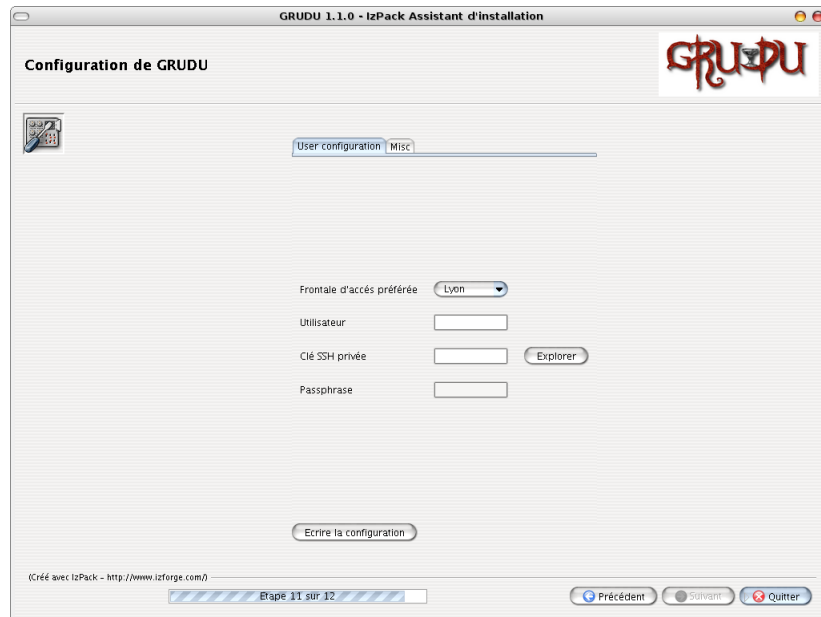 GRUDU 1.1.0 - IzPack Assistant d'installation
Configuration de GRUDU
GRUDU
User configuration Misc
Frontale d'accés préférée Lyon
Utilisateur
Clé SSH privée Explorer
Passphrase
Ecrire la configuration
(Créé avec IzPack - http://www.izforge.com/)
Etape 11 sur 12 Précédent Suivant Quitter